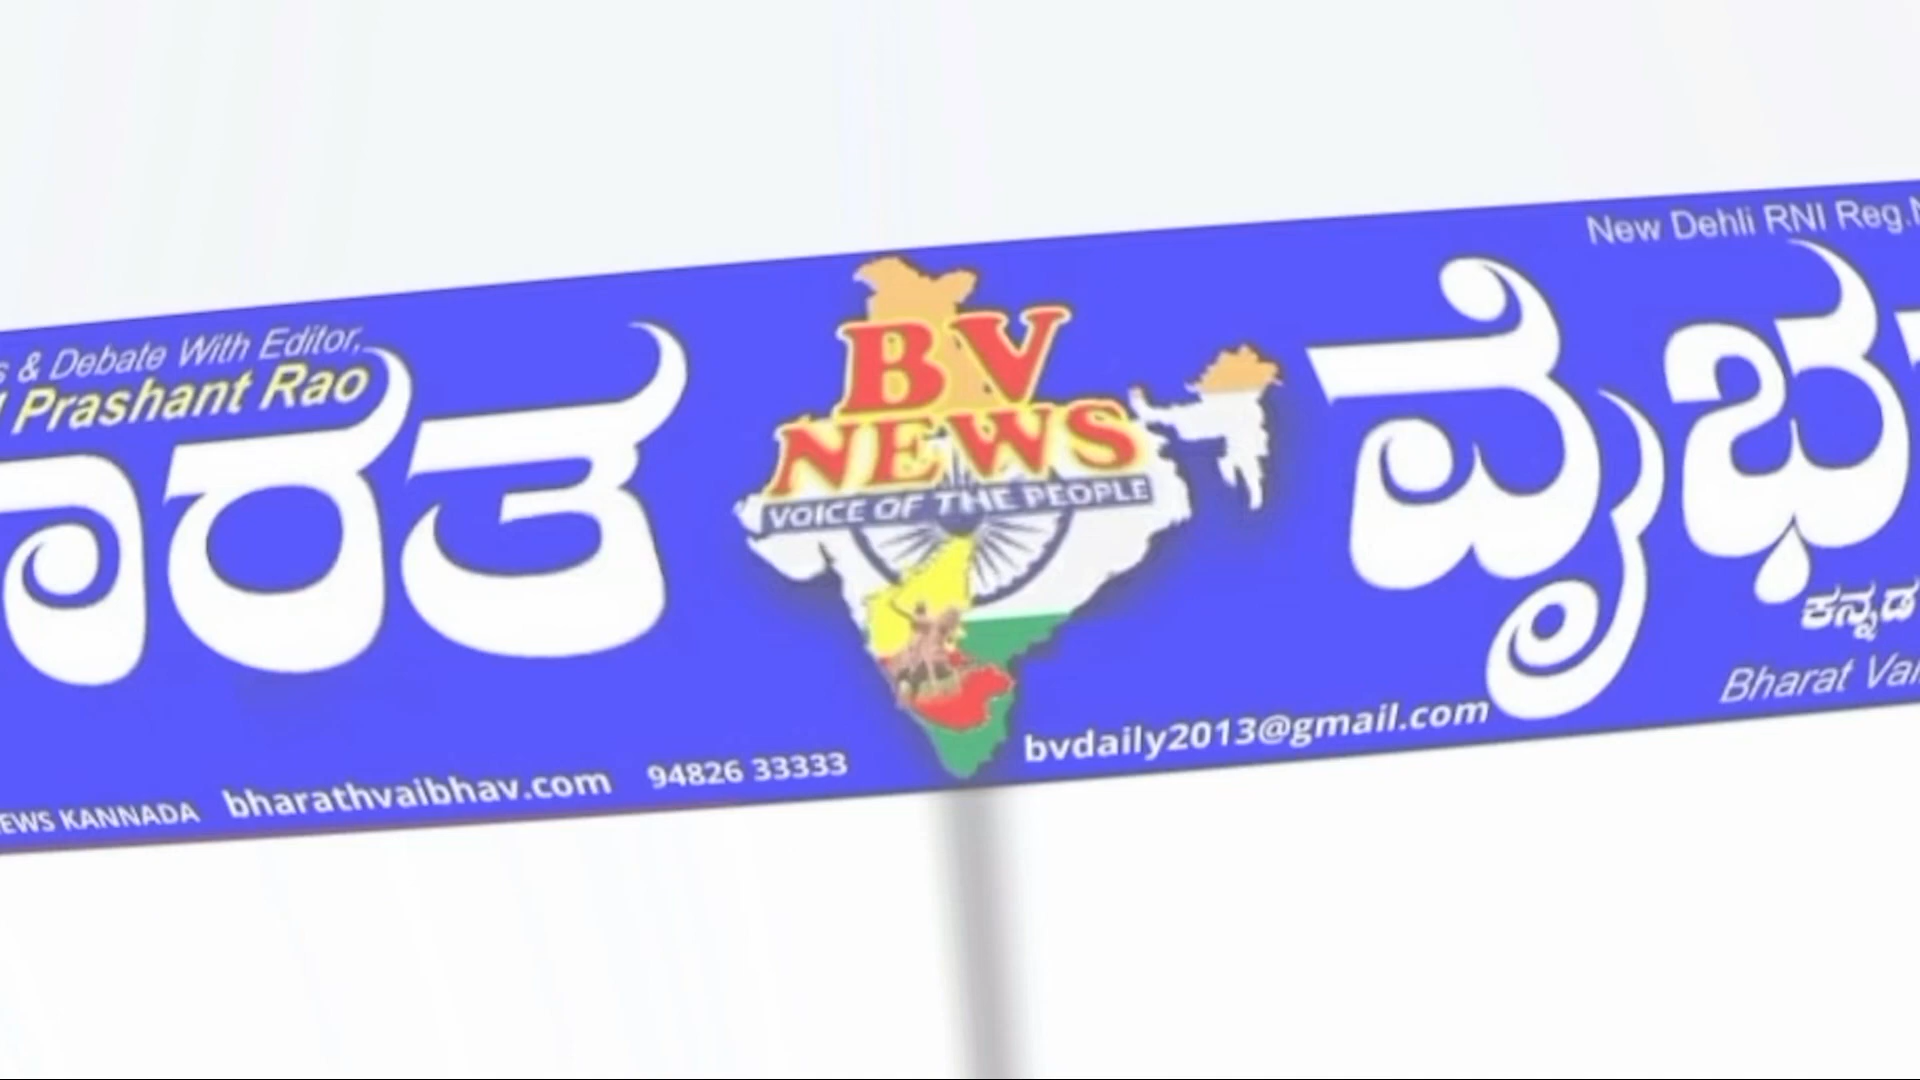 & Debate With Editor,
Prashant Rao
ಾರತ
BV
NEWS
VOICE OF THE PEOPLE
New Dehli RNI Reg.
ವೈಭ
ಕನ್ನಡ
Bharat
KANNADA bharathvaibhav.com 94826 33333
bvdaily2013@gmail.com